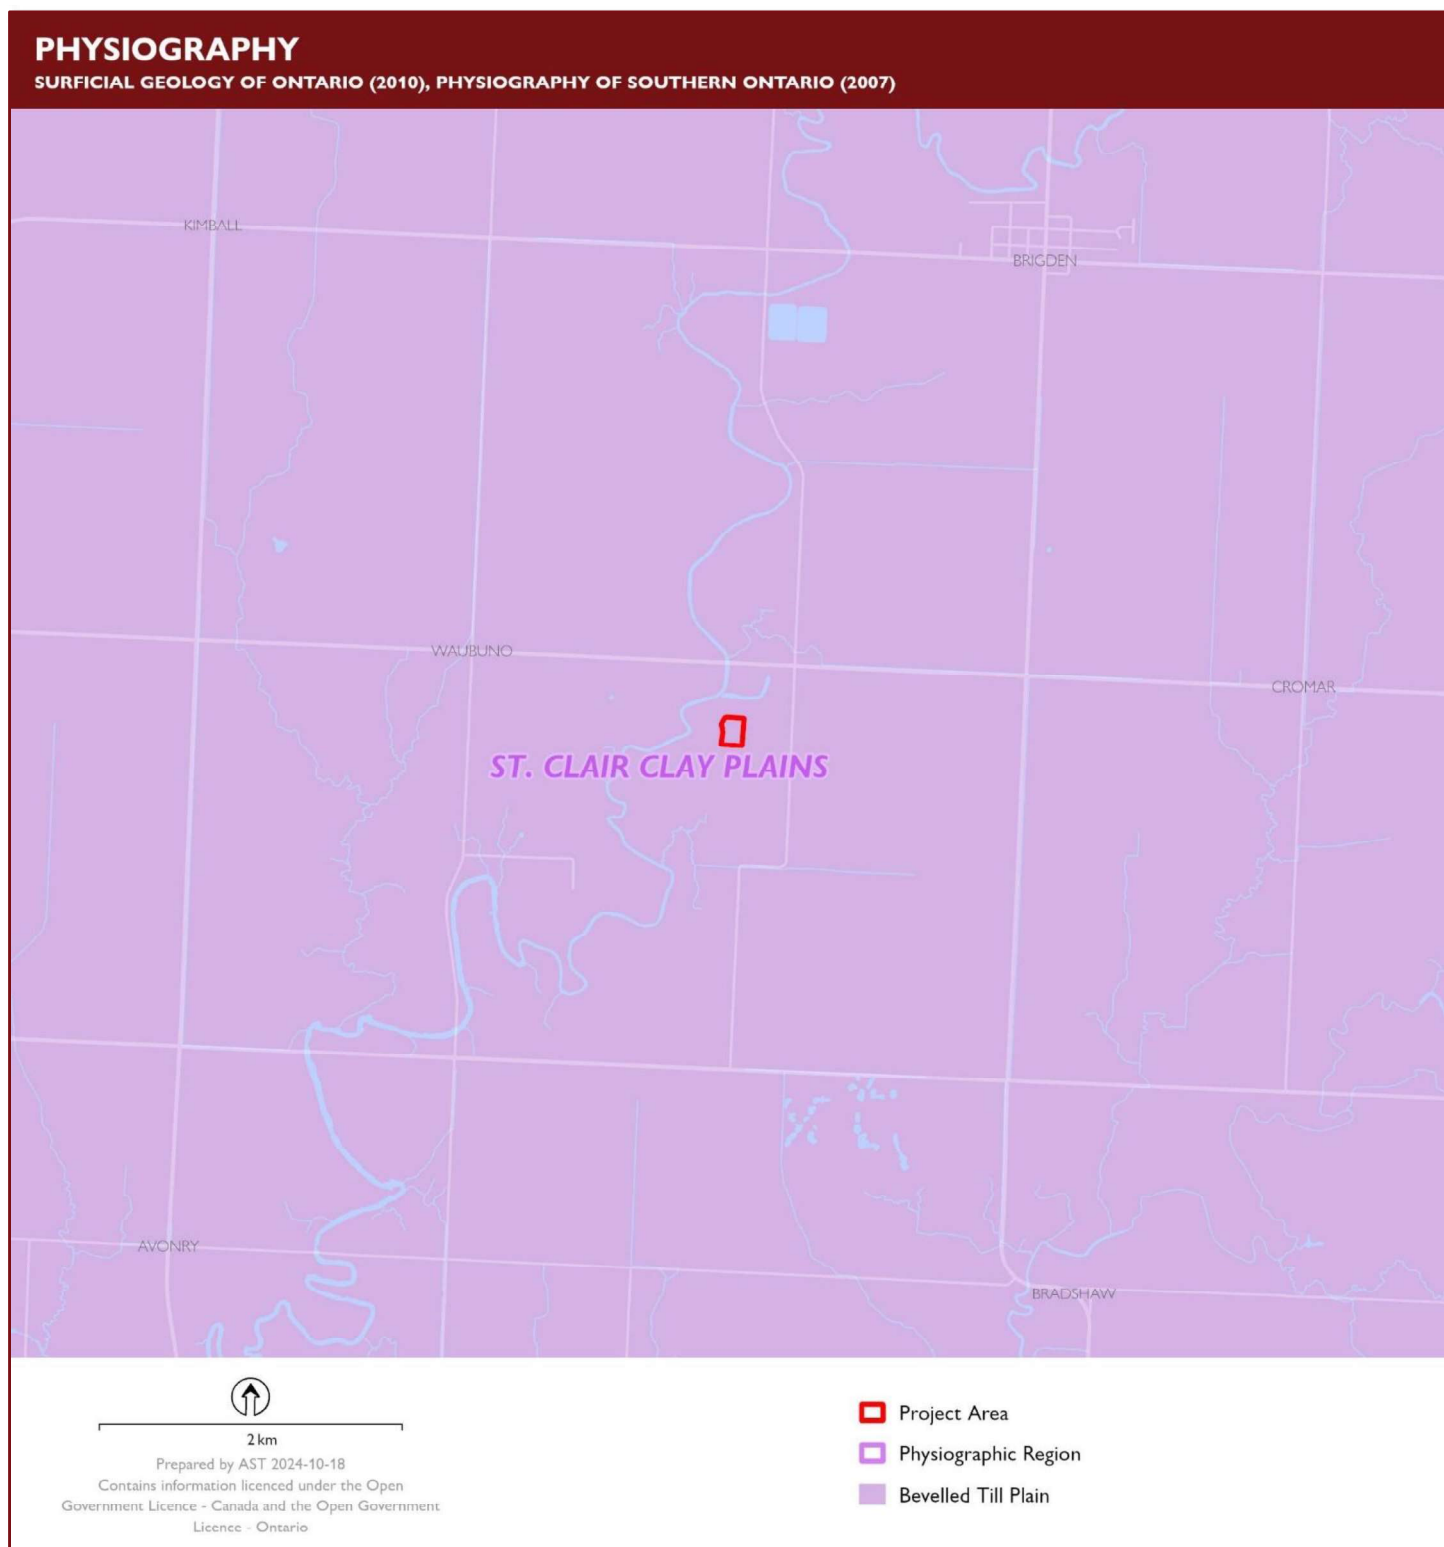 PHYSIOGRAPHY
SURFICIAL GEOLOGY OF ONTARIO (2010), PHYSIOGRAPHY OF SOUTHERN ONTARIO (2007)
KIMBALL
BRIGDEN
WAUBUNO
CROMAR
ST. CLAIR CLAY PLAINS
AVONRY
BRADSHAW
2 km
Prepared by AST 2024-10-18
Contains information licenced under the Open
Government Licence - Canada and the Open Government
Licence - Ontario
Project Area
Physiographic Region
Bevelled Till Plain